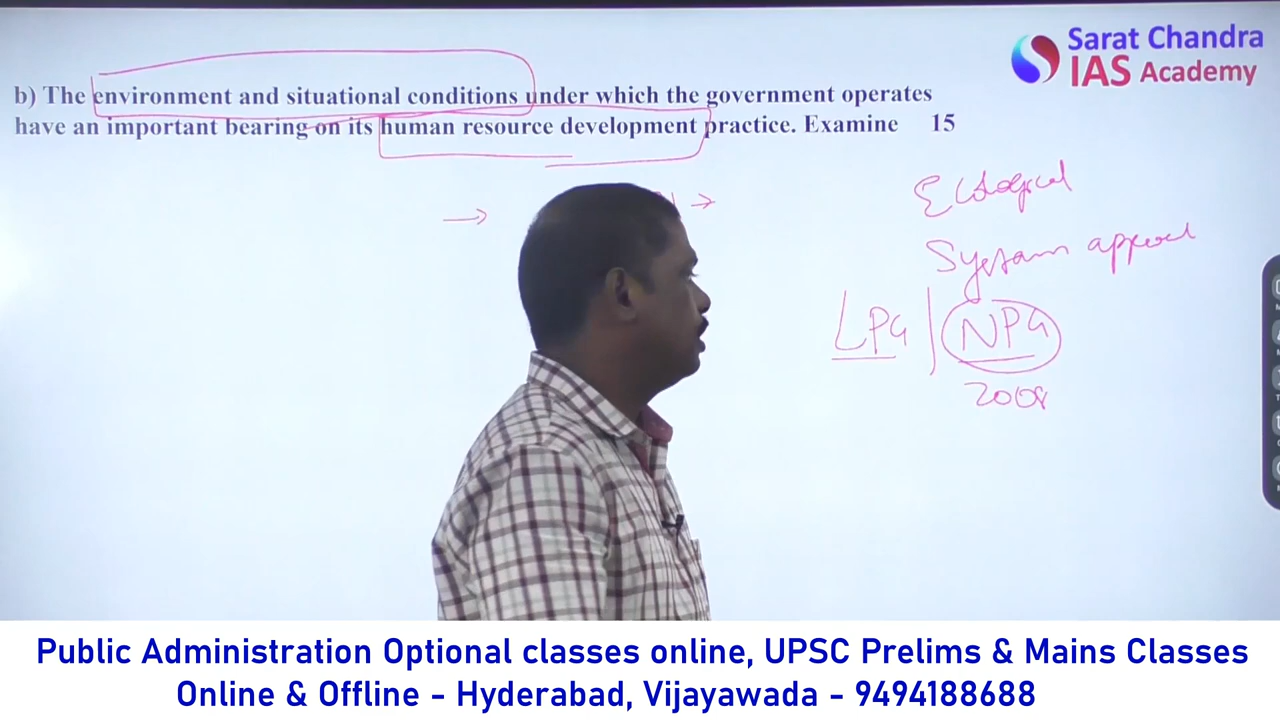 Sarat Chandra
IAS Academy
b) The environment and situational conditions under which the government operates
have an important bearing on its human resource development practice. Examine 15
Ecological
System
LPG | NPG
2008
Public Administration Optional classes online, UPSC Prelims & Mains Classes
Online & Offline - Hyderabad, Vijayawada - 9494188688